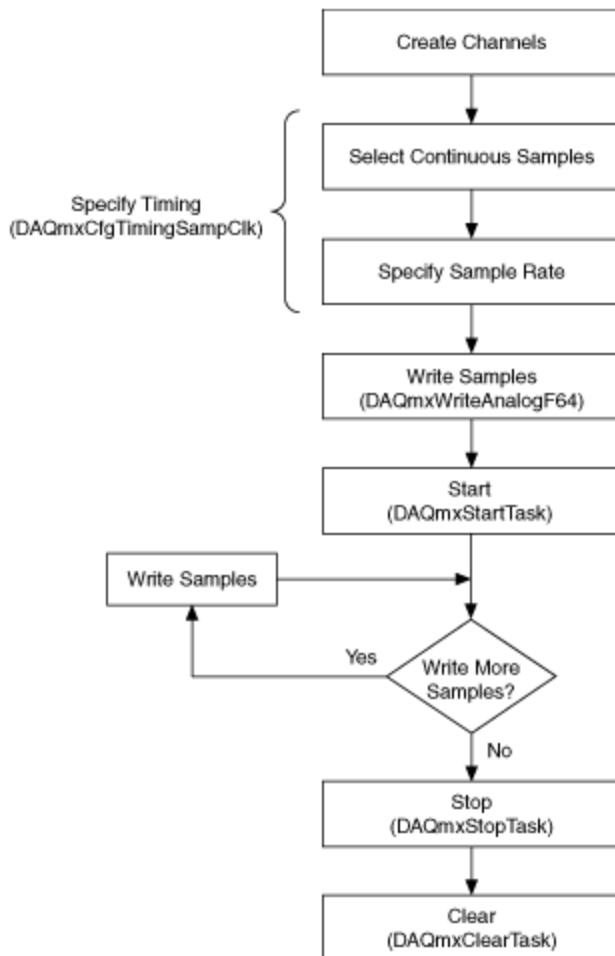 Create Channels
Select Continuous Samples
Specify Timing
(DAQmxCfgTimingSampClk)
Specify Sample Rate
Write Samples
(DAQmxWriteAnalogF64)
Start
(DAQmxStartTask)
Write Samples
Yes
Write More
Samples?
No
Stop
(DAQmxStopTask)
Clear
(DAQmxClearTask)